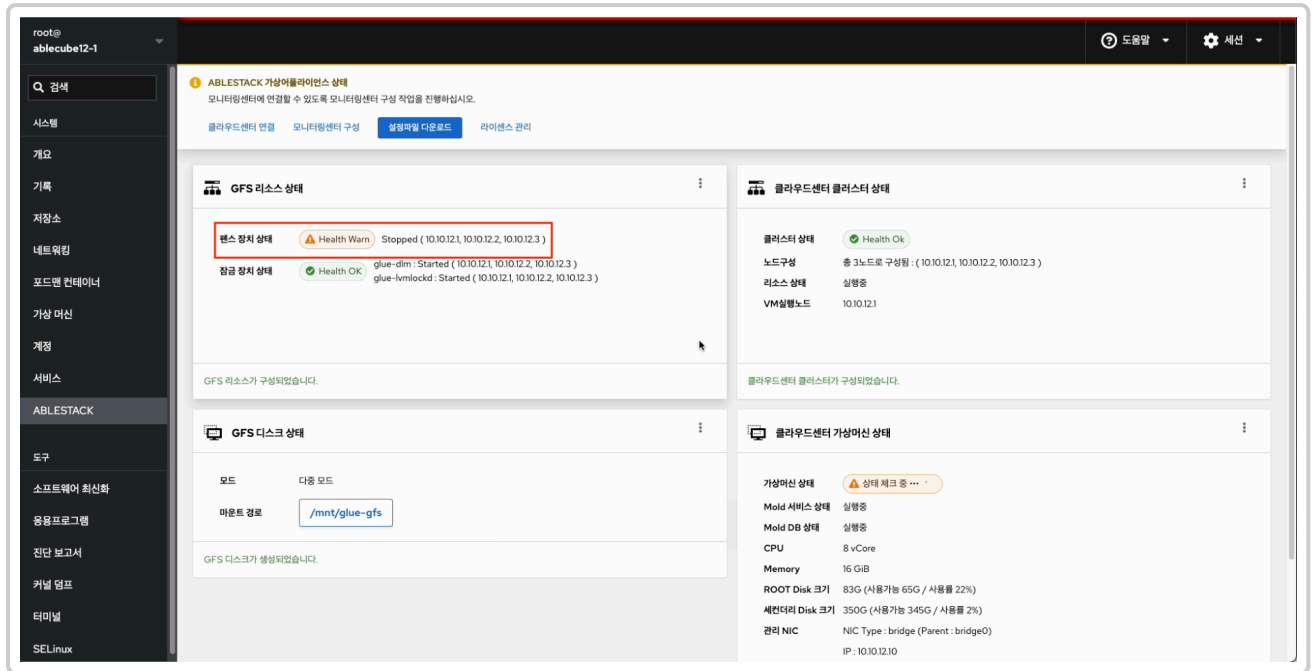 root@
ablecube12-1
도움말
세션
검색
시스템
개요
기록
저장소
네트워킹
포드맨 컨테이너
가상 머신
계정
서비스
ABLESTACK
도구
소프트웨어 최신화
응용프로그램
진단 보고서
커널 덤프
터미널
SELinux
ABLESTACK 가상어플라이언스 상태
모니터링센터에 연결할 수 있도록 모니터링센터 구성 작업을 진행하십시오.
클라우드센터 연결 모니터링센터 구성 설정파일 다운로드 라이센스 관리
GFS 리소스 상태
펜스 장치 상태 Health Warn Stopped ( 10.10.12.1, 10.10.12.2, 10.10.12.3 )
잠금 장치 상태 Health OK glue-dlm : Started ( 10.10.12.1, 10.10.12.2, 10.10.12.3 )
glue-lvmlockd : Started ( 10.10.12.1, 10.10.12.2, 10.10.12.3 )
GFS 리소스가 구성되었습니다.
클라우드센터 클러스터 상태
클러스터 상태 Health Ok
노드구성 총 3노드로 구성됨 : ( 10.10.12.1, 10.10.12.2, 10.10.12.3 )
리소스 상태 실행중
VM실행노드 10.10.12.1
클라우드센터 클러스터가 구성되었습니다.
GFS 디스크 상태
모드 다중 모드
마운트 경로 /mnt/glue-gfs
GFS 디스크가 생성되었습니다.
클라우드센터 가상머신 상태
가상머신 상태 상태 체크 중 •••
Mold 서비스 상태 실행중
Mold DB 상태 실행중
CPU 8 vCore
Memory 16 GiB
ROOT Disk 크기 83G (사용가능 65G / 사용률 22%)
세컨더리 Disk 크기 350G (사용가능 345G / 사용률 2%)
관리 NIC NIC Type : bridge (Parent : bridge0)
IP : 10.10.12.10